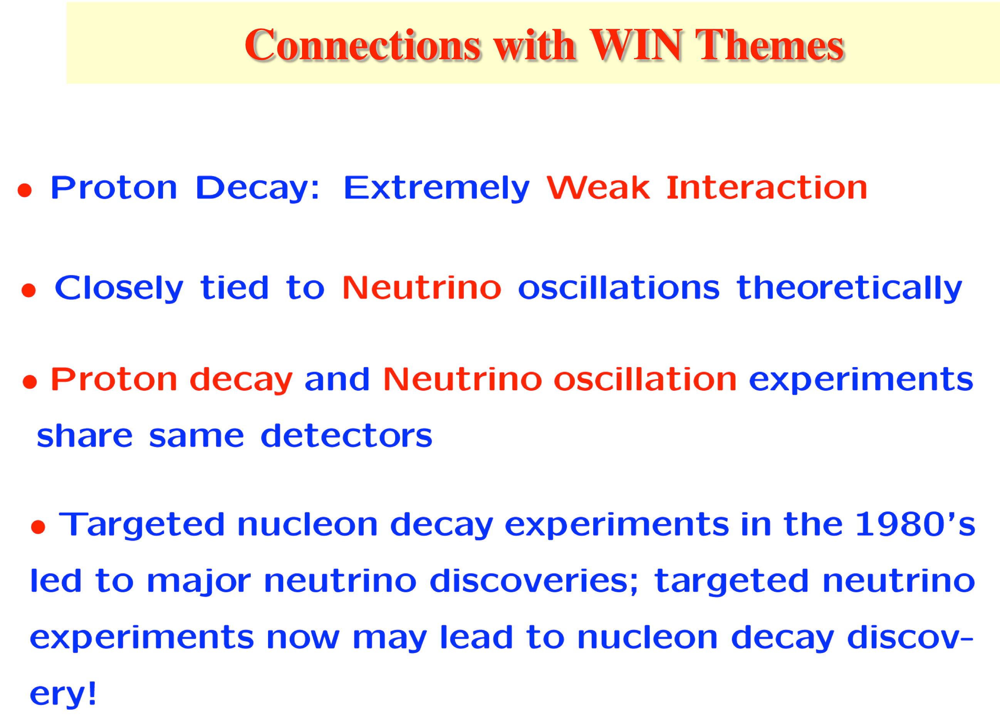 Connections with WIN Themes
• Proton Decay: Extremely Weak Interaction
• Closely tied to Neutrino oscillations theoretically
• Proton decay and Neutrino oscillation experiments
share same detectors
• Targeted nucleon decay experiments in the 1980's
led to major neutrino discoveries; targeted neutrino
experiments now may lead to nucleon decay discov-
ery!